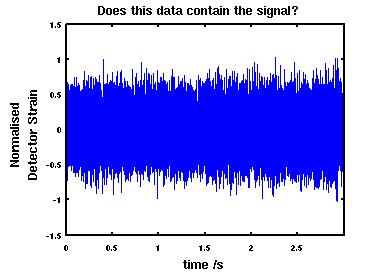 Does this data contain the signal?
1.5
1
0.5
0
-0.5
-1
-1.5
Normalised
Detector Strain
0 0.5 1 1.5 2 2.5
time /s